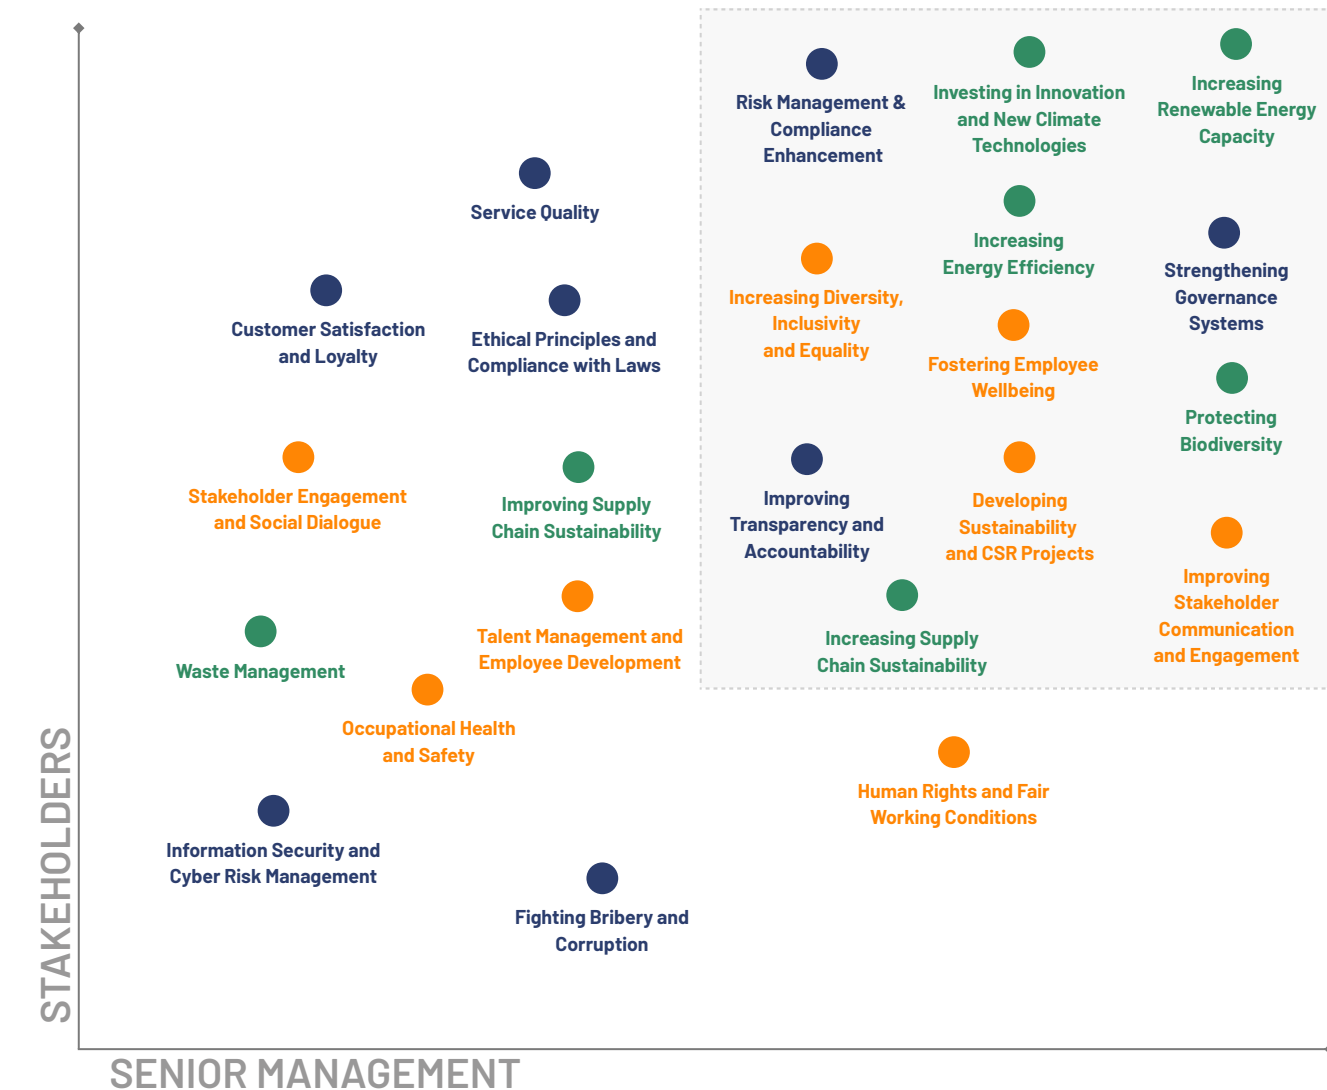 Risk Management &
Compliance
Enhancement
Investing in Innovation
and New Climate
Technologies
Increasing
Renewable Energy
Capacity
Service Quality
Increasing
Energy Efficiency
Strengthening
Governance
Systems
Customer Satisfaction
and Loyalty
Ethical Principles and
Compliance with Laws
Increasing Diversity,
Inclusivity
and Equality
Fostering Employee
Wellbeing
Protecting
Biodiversity
Stakeholder Engagement
and Social Dialogue
Improving Supply
Chain Sustainability
Improving
Transparency and
Accountability
Developing
Sustainability
and CSR Projects
Improving
Stakeholder
Communication
and Engagement
Waste Management
Talent Management and
Employee Development
Increasing Supply
Chain Sustainability
Occupational Health
and Safety
Human Rights and Fair
Working Conditions
Information Security and
Cyber Risk Management
Fighting Bribery and
Corruption
STAKEHOLDERS
SENIOR MANAGEMENT